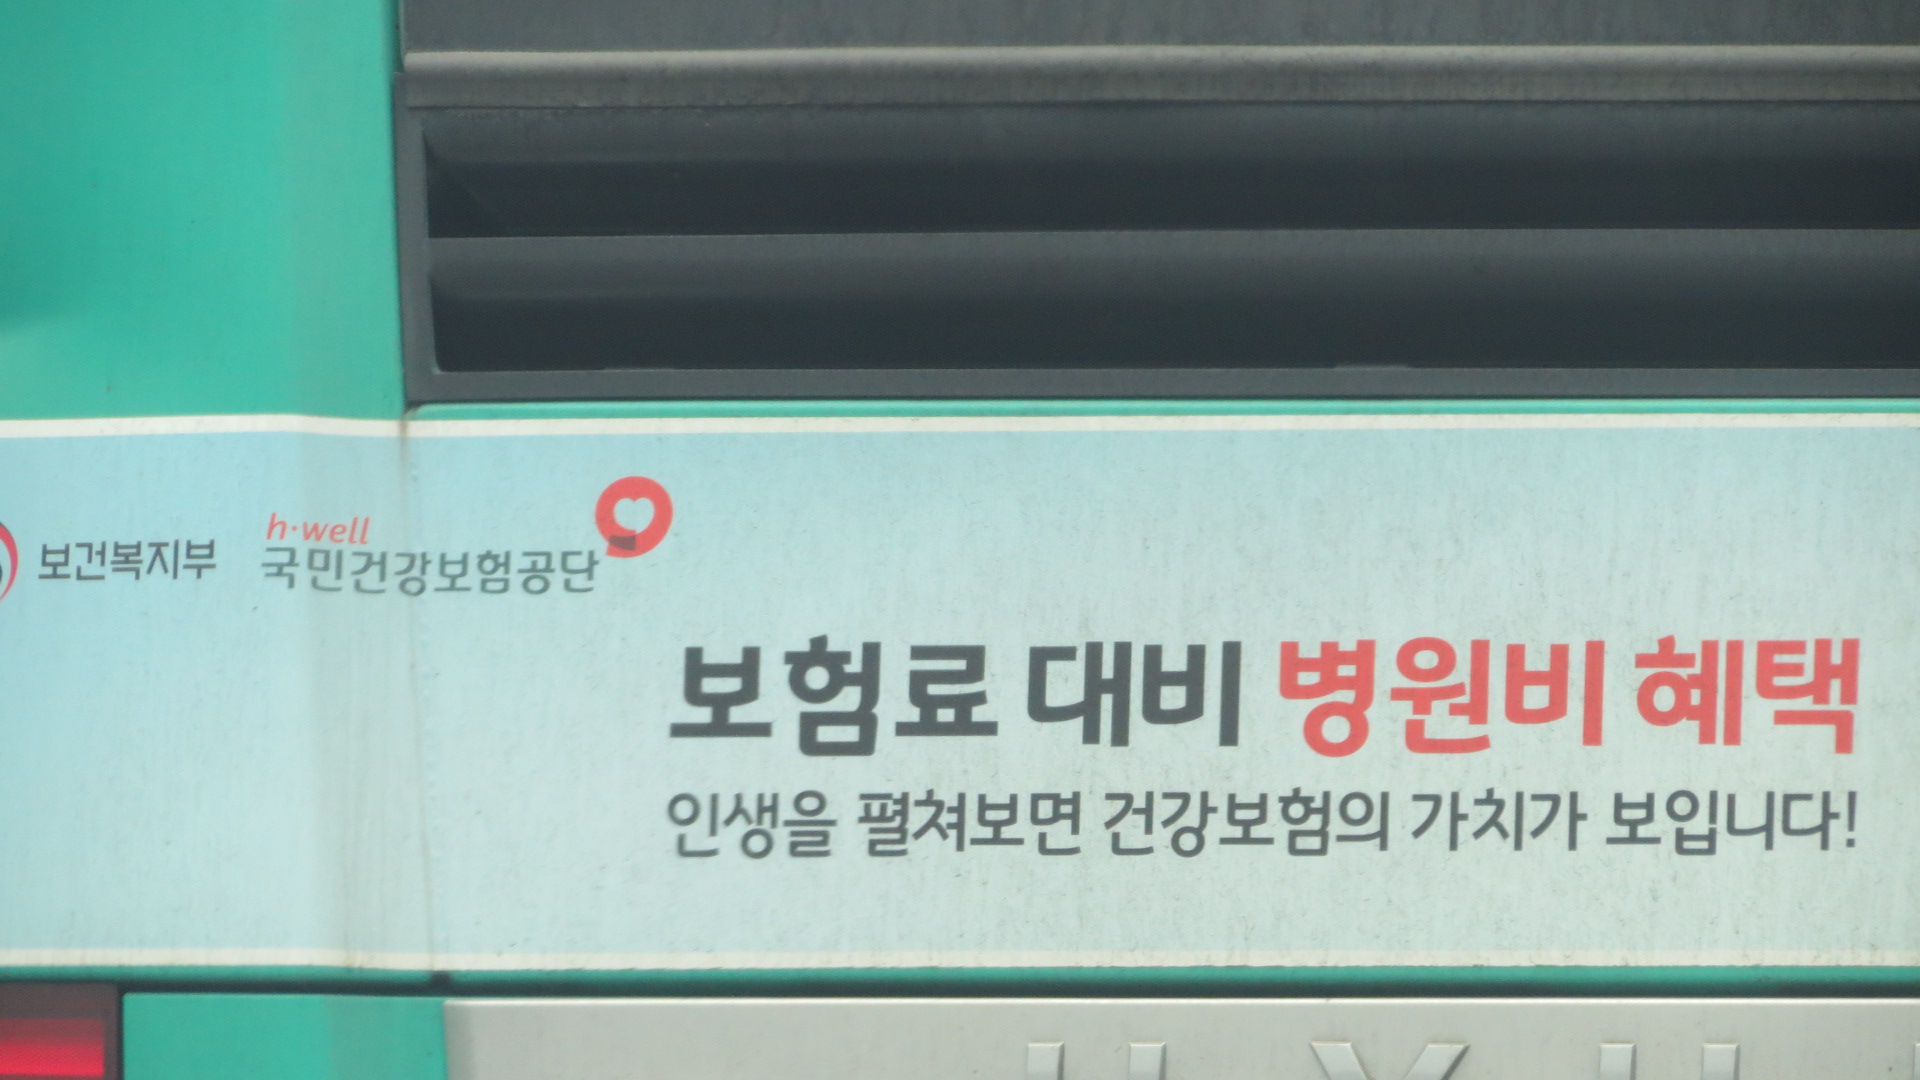 보건복지부
h·well
국민건강보험공단
보험료 대비 병원비 혜택
인생을 펼쳐보면 건강보험의 가치가 보입니다!